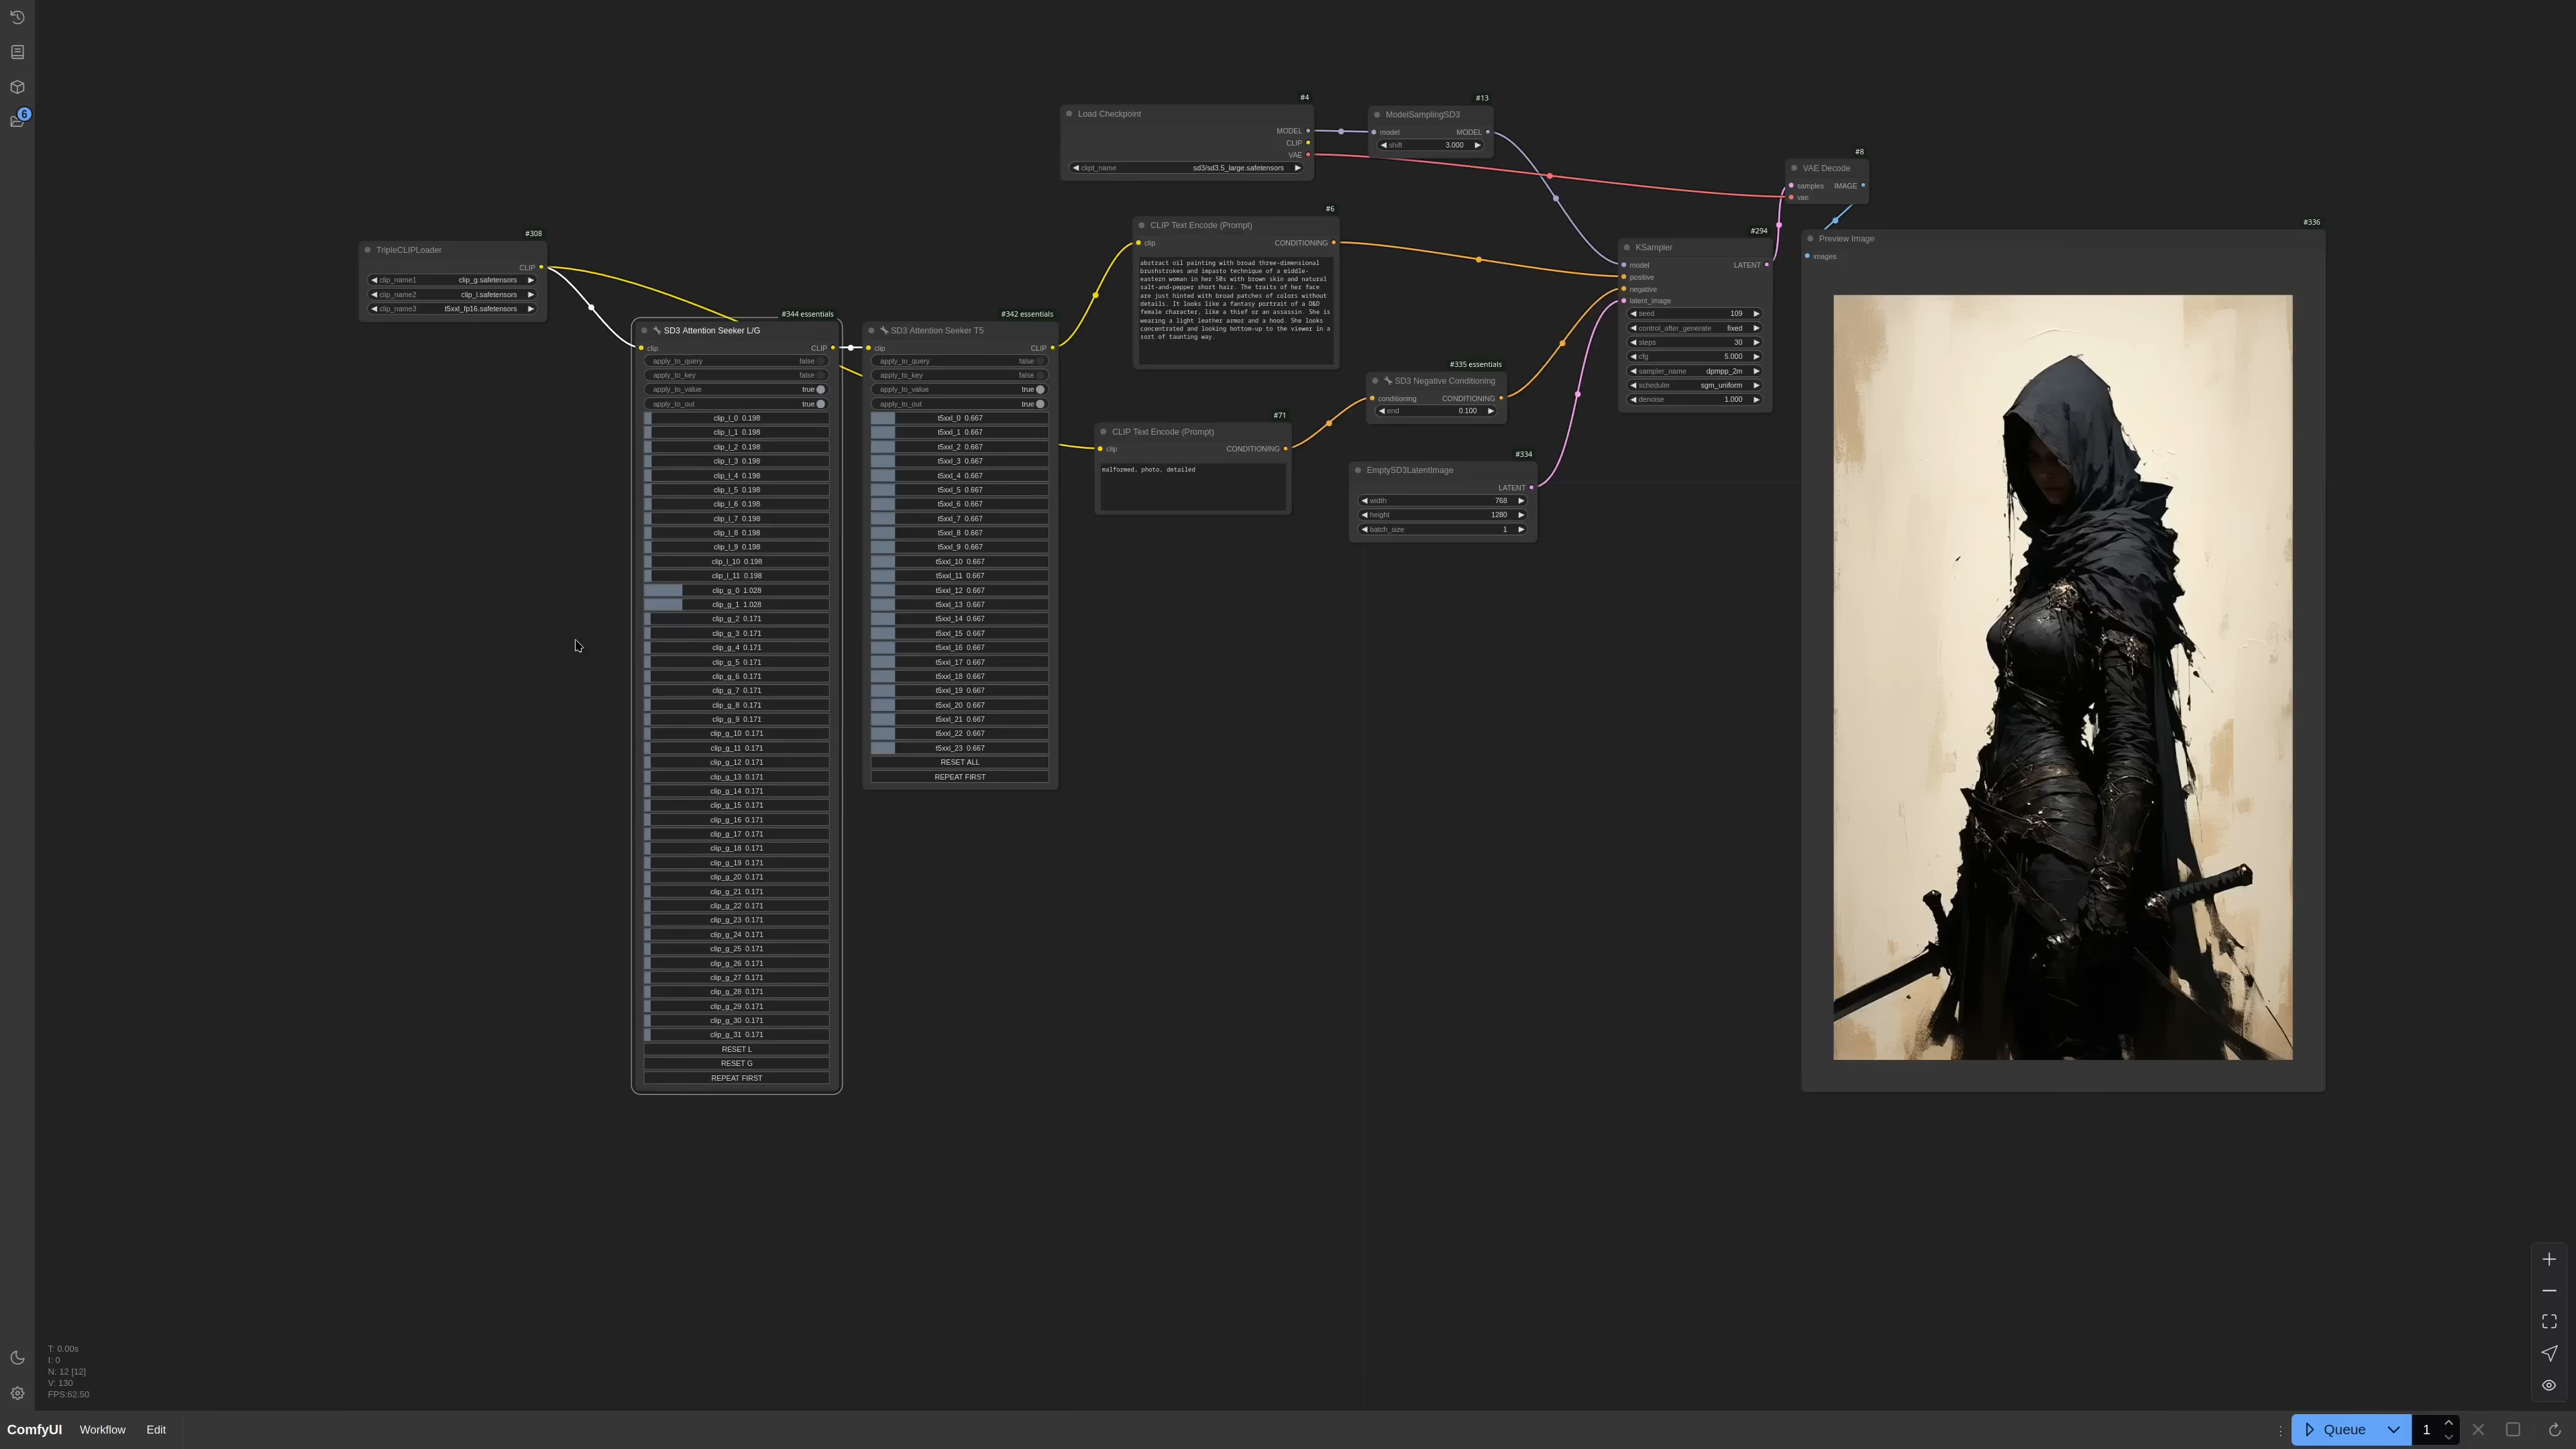 6
#4
Load Checkpoint
MODEL
CLIP
VAE
ckpt_name sd3/sd3.5_large.safetensors
#13
ModelSamplingSD3
model MODEL
shift 3.000
#8
VAE Decode
samples IMAGE
vae
#308
TripleCLIPLoader
CLIP
clip_name1 clip_g.safetensors
clip_name2 clip_l.safetensors
clip_name3 t5xxl_fp16.safetensors
#344 essentials
SD3 Attention Seeker L/G
clip CLIP
apply_to_query false
apply_to_key false
apply_to_value true
apply_to_out true
clip_l_0 0.198
clip_l_1 0.198
clip_l_2 0.198
clip_l_3 0.198
clip_l_4 0.198
clip_l_5 0.198
clip_l_6 0.198
clip_l_7 0.198
clip_l_8 0.198
clip_l_9 0.198
clip_l_10 0.198
clip_l_11 0.198
clip_g_0 1.028
clip_g_1 1.028
clip_g_2 0.171
clip_g_3 0.171
clip_g_4 0.171
clip_g_5 0.171
clip_g_6 0.171
clip_g_7 0.171
clip_g_8 0.171
clip_g_9 0.171
clip_g_10 0.171
clip_g_11 0.171
clip_g_12 0.171
clip_g_13 0.171
clip_g_14 0.171
clip_g_15 0.171
clip_g_16 0.171
clip_g_17 0.171
clip_g_18 0.171
clip_g_19 0.171
clip_g_20 0.171
clip_g_21 0.171
clip_g_22 0.171
clip_g_23 0.171
clip_g_24 0.171
clip_g_25 0.171
clip_g_26 0.171
clip_g_27 0.171
clip_g_28 0.171
clip_g_29 0.171
clip_g_30 0.171
clip_g_31 0.171
RESET L
RESET G
REPEAT FIRST
#342 essentials
SD3 Attention Seeker T5
clip CLIP
apply_to_query false
apply_to_key false
apply_to_value true
apply_to_out true
t5xxl_0 0.667
t5xxl_1 0.667
t5xxl_2 0.667
t5xxl_3 0.667
t5xxl_4 0.667
t5xxl_5 0.667
t5xxl_6 0.667
t5xxl_7 0.667
t5xxl_8 0.667
t5xxl_9 0.667
t5xxl_10 0.667
t5xxl_11 0.667
t5xxl_12 0.667
t5xxl_13 0.667
t5xxl_14 0.667
t5xxl_15 0.667
t5xxl_16 0.667
t5xxl_17 0.667
t5xxl_18 0.667
t5xxl_19 0.667
t5xxl_20 0.667
t5xxl_21 0.667
t5xxl_22 0.667
t5xxl_23 0.667
RESET ALL
REPEAT FIRST
#6
CLIP Text Encode (Prompt)
clip CONDITIONING
abstract oil painting with broad three-dimensional
brushstrokes and impasto technique of a middle-
eastern woman in her 50s with brown skin and natural
salt-and-pepper short hair. The traits of her face
are just hinted with broad patches of colors without
details. It looks like a fantasy portrait of a D&D
female character, like a thief or an assassin. She is
wearing a light leather armor and a hood. She looks
concentrated and looking bottom-up to the viewer in a
sort of taunting way.
#71
CLIP Text Encode (Prompt)
clip CONDITIONING
malformed, photo, detailed
#335 essentials
SD3 Negative Conditioning
conditioning CONDITIONING
end 0.100
#334
EmptySD3LatentImage
LATENT
width 768
height 1280
batch_size 1
#294
KSampler
model LATENT
positive
negative
latent_image
seed 109
control_after_generate fixed
steps 30
cfg 5.000
sampler_name dpmpp_2m
scheduler sgm_uniform
denoise 1.000
#336
Preview Image
images
T: 0.00s
I: 0
N: 12 [12]
V: 130
FPS:62.50
ComfyUI Workflow Edit
Queue 1